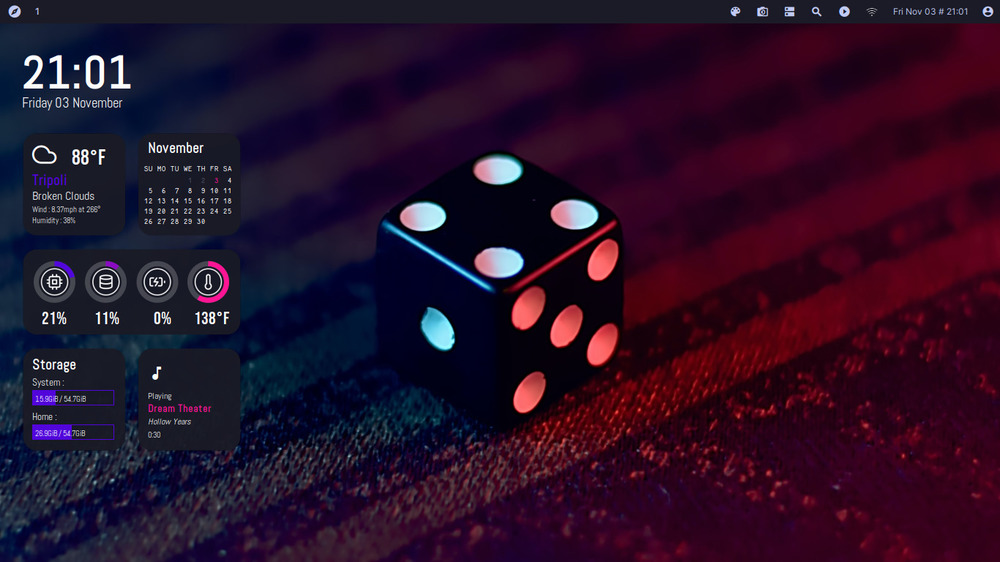 1
Fri Nov 03 # 21:01
21:01
Friday 03 November
88°F
Tripoli
Broken Clouds
Wind : 8.37mph at 266°
Humidity : 38%
November
SU MO TU WE TH FR SA
1 2 3 4
5 6 7 8 9 10 11
12 13 14 15 16 17 18
19 20 21 22 23 24 25
26 27 28 29 30
21% 11% 0% 138°F
Storage
System :
15.9GiB / 54.7GiB
Home :
26.9GiB / 54.7GiB
Playing
Dream Theater
Hollow Years
0:30